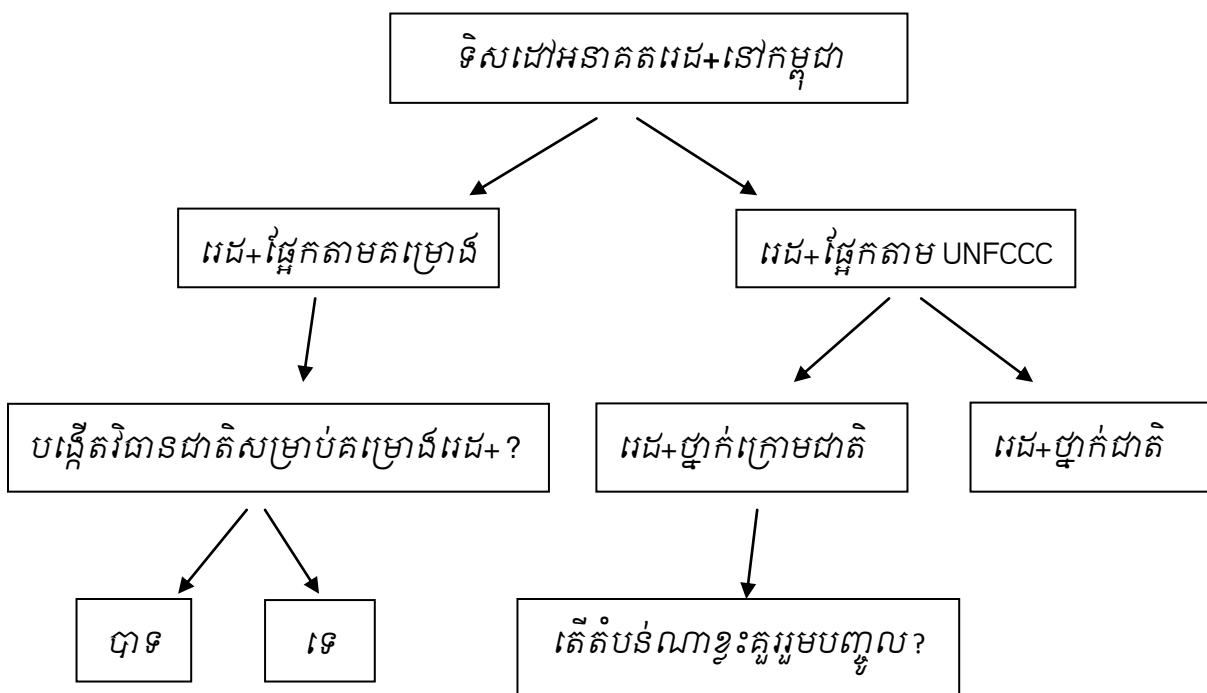 ទិសដៅអនាគតរេដ+នៅកម្ពុជា
រេដ+ផ្អែកតាមគម្រោង
រេដ+ផ្អែកតាម UNFCCC
បង្កើតវិធានជាតិសម្រាប់គម្រោងរេដ+?
រេដ+ថ្នាក់ក្រោមជាតិ
រេដ+ថ្នាក់ជាតិ
បាទ
ទេ
តើតំបន់ណាខ្លះគួររួមបញ្ចូល?